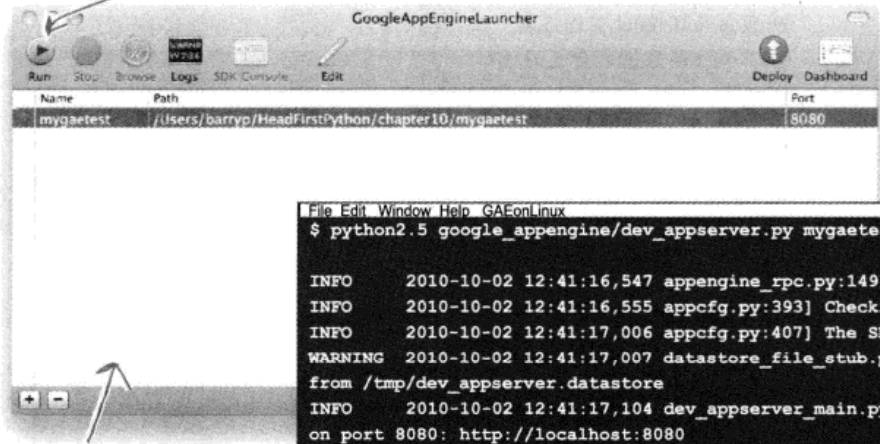 GoogleAppEngineLauncher
Run Stop Browse Logs SDK Console Edit Deploy Dashboard
Name Path Port
mygaetest /Users/barryp/HeadFirstPython/chapter10/mygaetest 8080
File Edit Window Help GAEonLinux
$ python2.5 google_appengine/dev_appserver.py mygaete
INFO 2010-10-02 12:41:16,547 appengine_rpc.py:149
INFO 2010-10-02 12:41:16,555 appcfg.py:393] Check
INFO 2010-10-02 12:41:17,006 appcfg.py:407] The S
WARNING 2010-10-02 12:41:17,007 datastore_file_stub.p
from /tmp/dev_appserver.datastore
INFO 2010-10-02 12:41:17,104 dev_appserver_main.py
on port 8080: http://localhost:8080